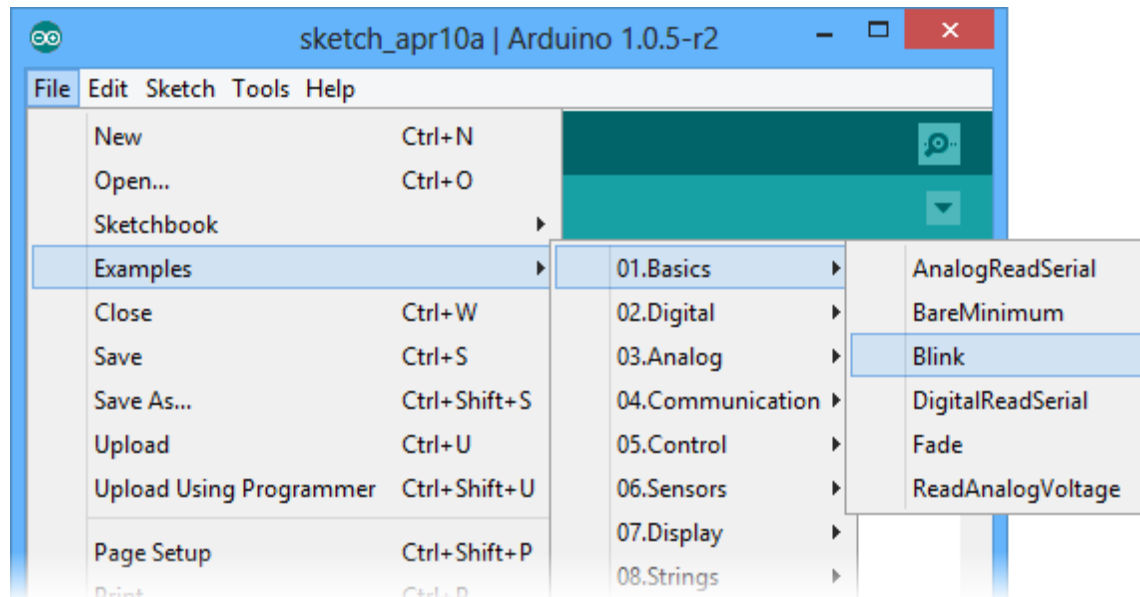 sketch_apr10a | Arduino 1.0.5-r2
File Edit Sketch Tools Help
New Ctrl+N
Open... Ctrl+O
Sketchbook
Examples
Close Ctrl+W
Save Ctrl+S
Save As... Ctrl+Shift+S
Upload Ctrl+U
Upload Using Programmer Ctrl+Shift+U
Page Setup Ctrl+Shift+P
Print Ctrl+P
01.Basics
02.Digital
03.Analog
04.Communication
05.Control
06.Sensors
07.Display
08.Strings
AnalogReadSerial
BareMinimum
Blink
DigitalReadSerial
Fade
ReadAnalogVoltage